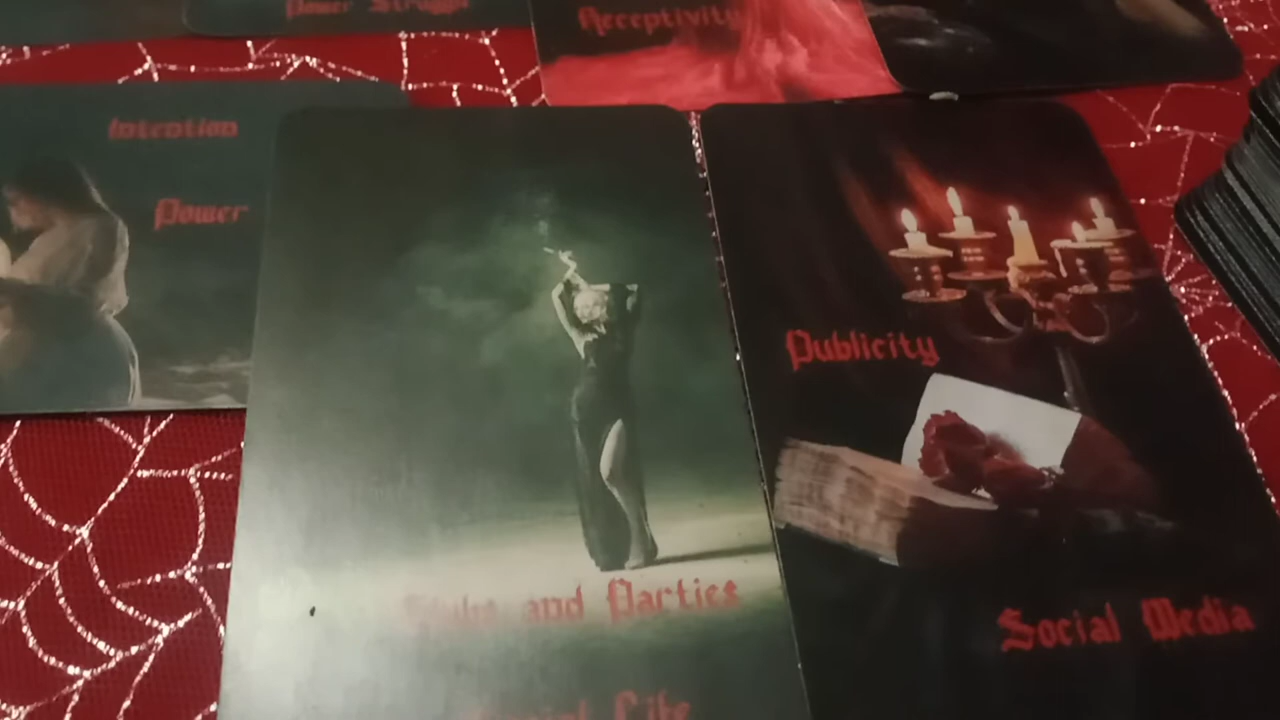 Power Struggle
Receptivity
Intention
Power
Publicity
Clubs and Parties
Social Media
Social Life